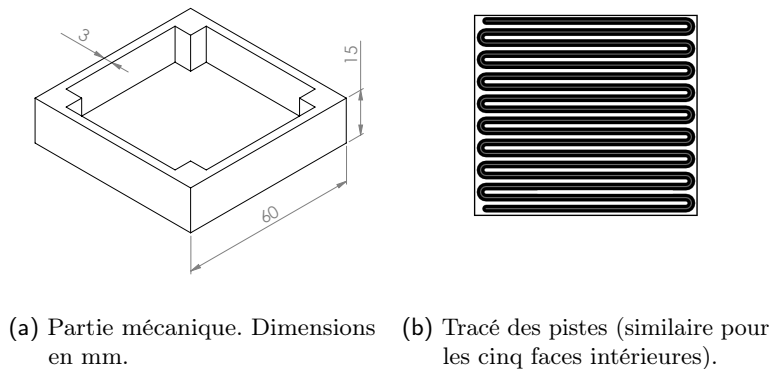 3
15
60
(a) Partie mécanique. Dimensions
en mm.
(b) Tracé des pistes (similaire pour
les cinq faces intérieures).